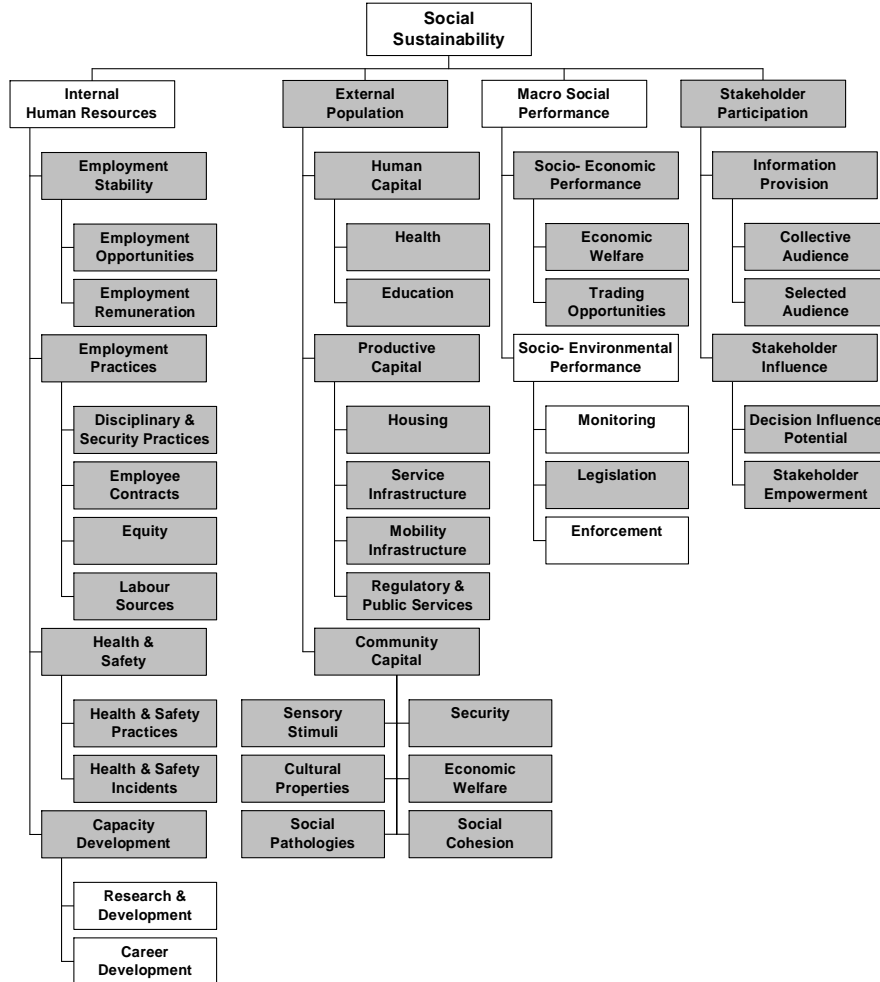 Social
Sustainability
Internal
Human Resources
External
Population
Macro Social
Performance
Stakeholder
Participation
Employment
Stability
Employment
Opportunities
Employment
Remuneration
Employment
Practices
Disciplinary &
Security Practices
Employee
Contracts
Equity
Labour
Sources
Health &
Safety
Health & Safety
Practices
Health & Safety
Incidents
Capacity
Development
Research &
Development
Career
Development
Human
Capital
Health
Education
Productive
Capital
Housing
Service
Infrastructure
Mobility
Infrastructure
Regulatory &
Public Services
Community
Capital
Sensory
Stimuli
Security
Cultural
Properties
Economic
Welfare
Social
Pathologies
Social
Cohesion
Socio- Economic
Performance
Economic
Welfare
Trading
Opportunities
Socio- Environmental
Performance
Monitoring
Legislation
Enforcement
Information
Provision
Collective
Audience
Selected
Audience
Stakeholder
Influence
Decision Influence
Potential
Stakeholder
Empowerment